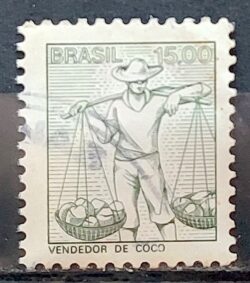 BRASIL 15.00
VENDEDOR DE COCO